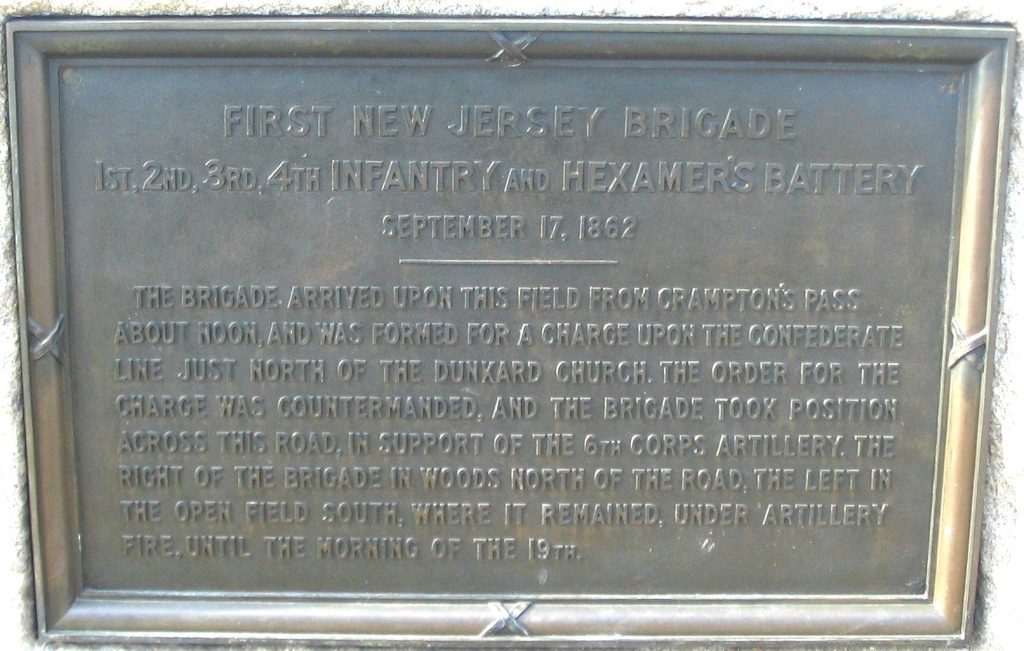 FIRST NEW JERSEY BRIGADE
1ST, 2ND, 3RD, 4TH INFANTRY AND HEXAMER'S BATTERY
SEPTEMBER 17, 1862
THE BRIGADE ARRIVED UPON THIS FIELD FROM CRAMPTON'S PASS
ABOUT NOON, AND WAS FORMED FOR A CHARGE UPON THE CONFEDERATE
LINE JUST NORTH OF THE DUNKARD CHURCH. THE ORDER FOR THE
CHARGE WAS COUNTERMANDED, AND THE BRIGADE TOOK POSITION
ACROSS THIS ROAD, IN SUPPORT OF THE 6TH CORPS ARTILLERY. THE
RIGHT OF THE BRIGADE IN WOODS NORTH OF THE ROAD, THE LEFT IN
THE OPEN FIELD SOUTH, WHERE IT REMAINED, UNDER ARTILLERY
FIRE, UNTIL THE MORNING OF THE 19TH.